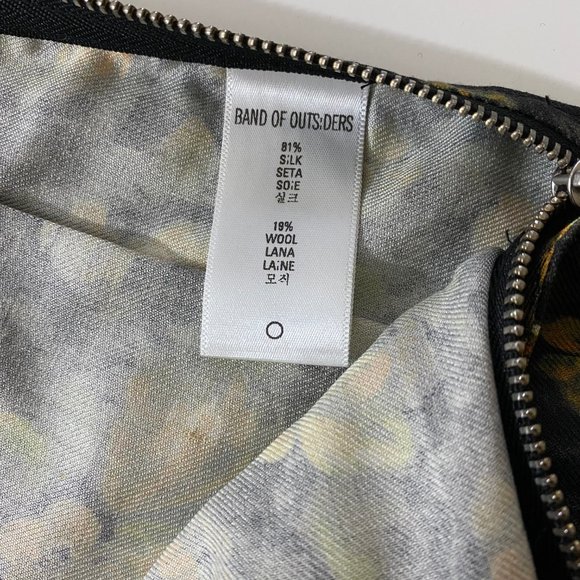 BAND OF OUTSiDERS
81%
SiLK
SETA
SOiE
실크
19%
WOOL
LANA
LAiNE
모직